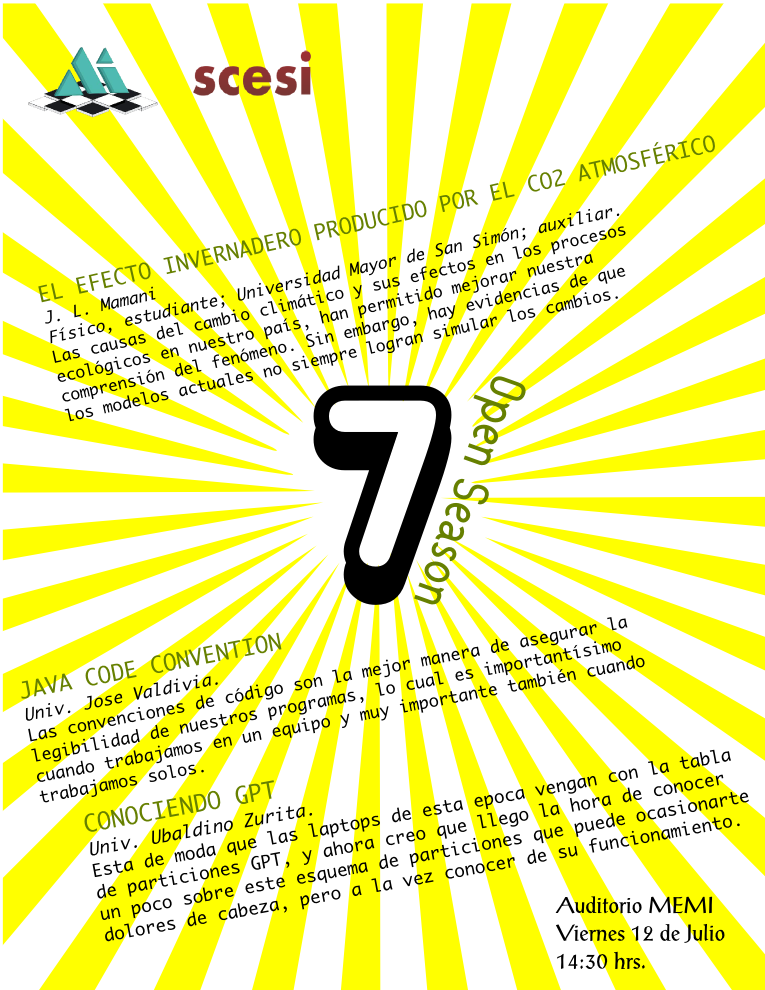 Ai
scesi
EL EFECTO INVERNADERO PRODUCIDO POR EL CO2 ATMOSFÉRICO
J. L. Mamani
Físico, estudiante; Universidad Mayor de San Simón; auxiliar.
Las causas del cambio climático y sus efectos en los procesos
ecológicos en nuestro país, han permitido mejorar nuestra
comprensión del fenómeno. Sin embargo, hay evidencias de que
los modelos actuales no siempre logran simular los cambios.
7
Open Season
JAVA CODE CONVENTION
Univ. Jose Valdivia.
Las convenciones de código son la mejor manera de asegurar la
legibilidad de nuestros programas, lo cual es importantísimo
cuando trabajamos en un equipo y muy importante también cuando
trabajamos solos.
CONOCIENDO GPT
Univ. Ubaldino Zurita.
Esta de moda que las laptops de esta epoca vengan con la tabla
de particiones GPT, y ahora creo que llego la hora de conocer
un poco sobre este esquema de particiones que puede ocasionarte
dolores de cabeza, pero a la vez conocer de su funcionamiento.
Auditorio MEMI
Viernes 12 de Julio
14:30 hrs.